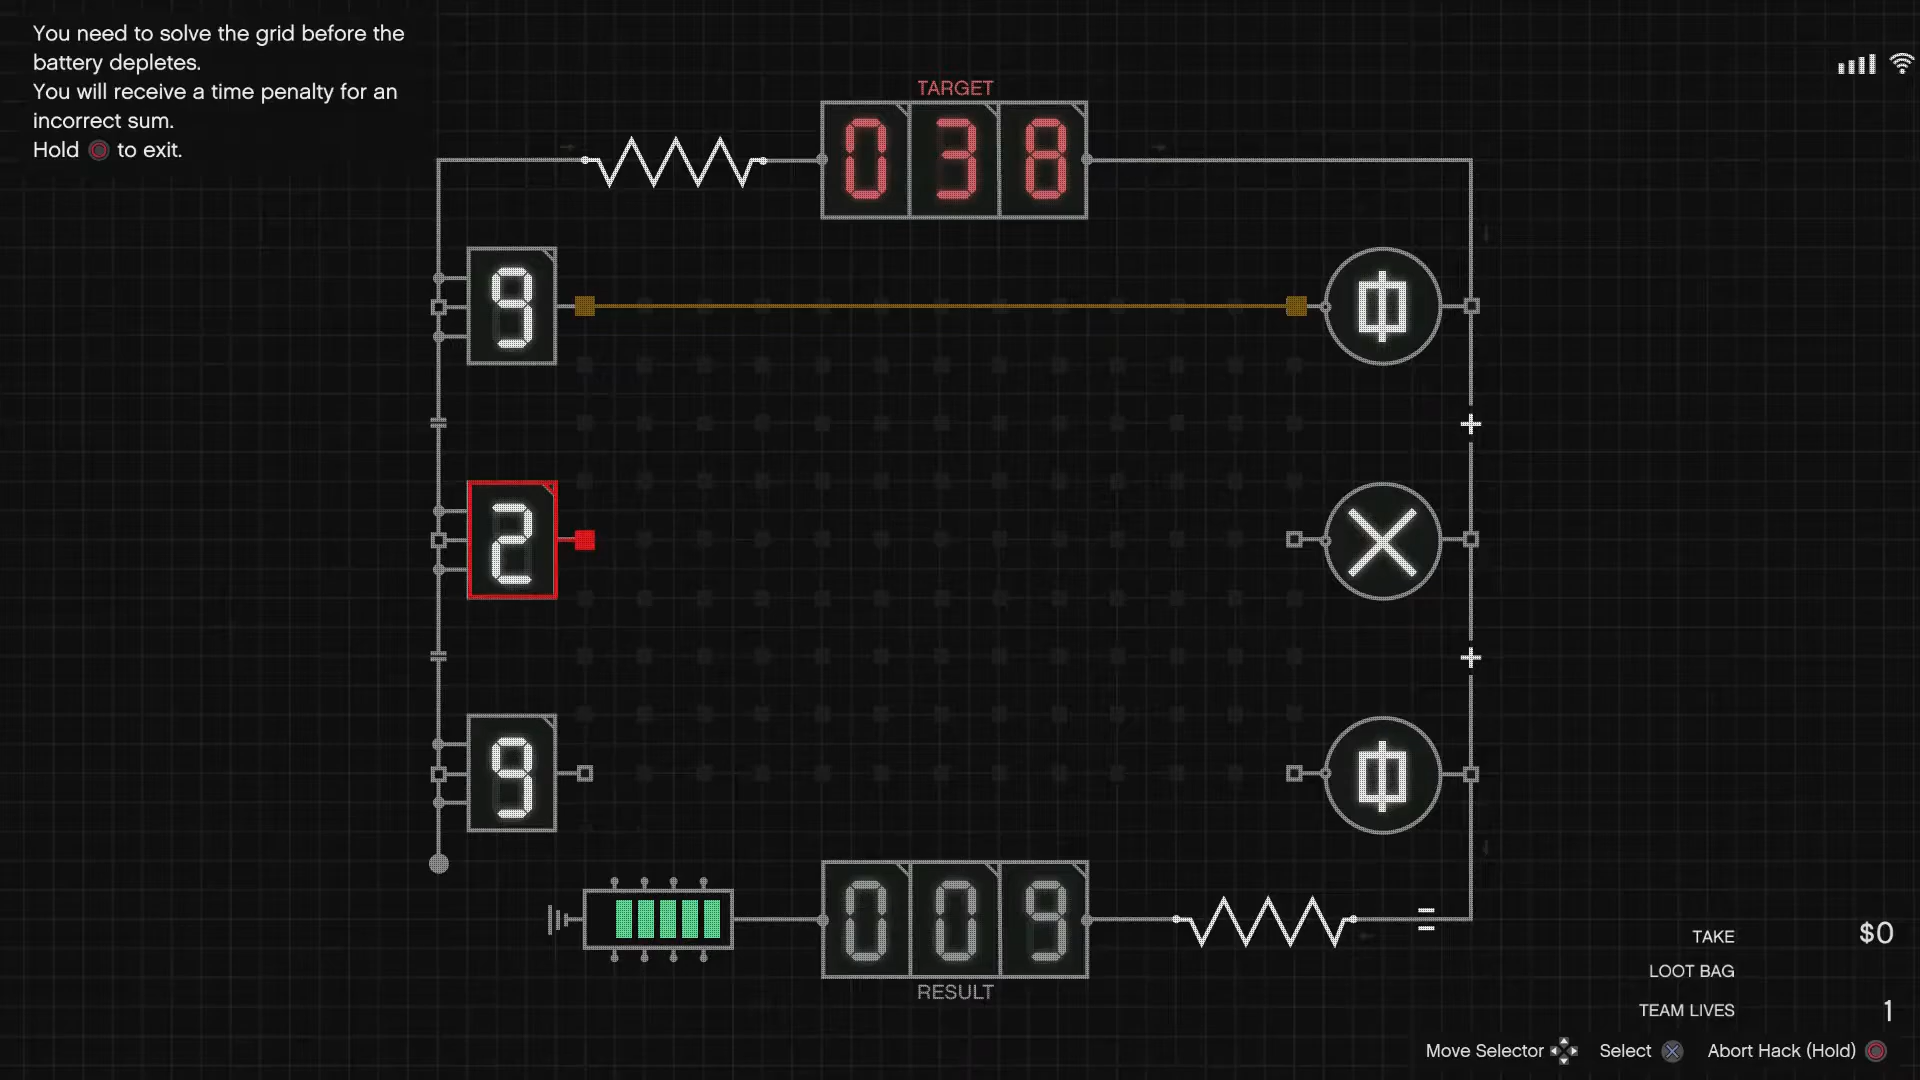 You need to solve the grid before the
battery depletes.
You will receive a time penalty for an
incorrect sum.
Hold to exit.
TARGET
038
9
+
2
X
+
9
009
=
RESULT
TAKE $0
LOOT BAG
TEAM LIVES 1
Move Selector Select Abort Hack (Hold)